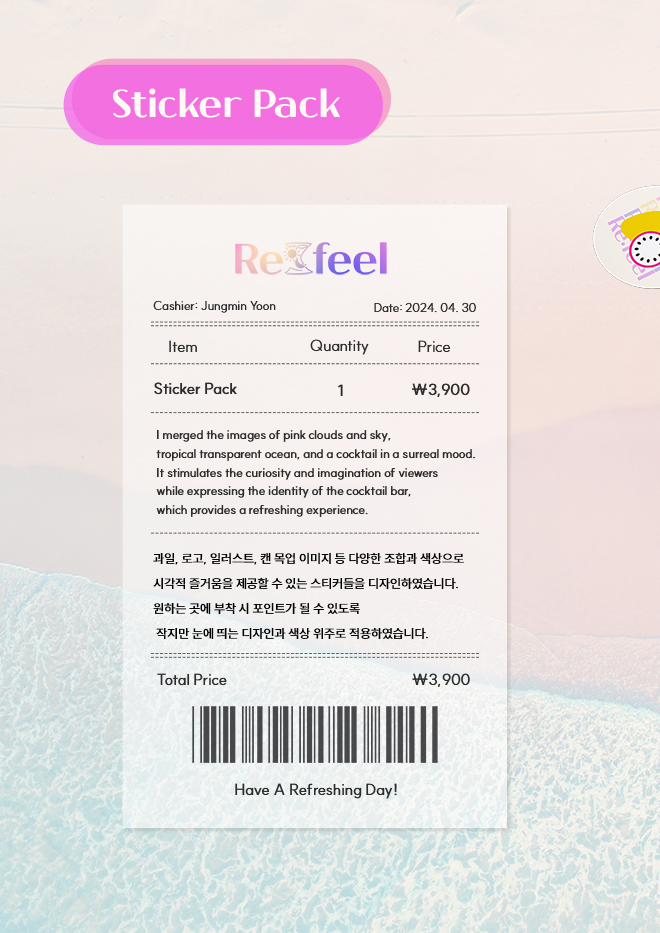 Sticker Pack
Re feel
Cashier: Jungmin Yoon
Date: 2024. 04. 30
Item Quantity Price
Sticker Pack 1 ₩3,900
I merged the images of pink clouds and sky,
tropical transparent ocean, and a cocktail in a surreal mood.
It stimulates the curiosity and imagination of viewers
while expressing the identity of the cocktail bar,
which provides a refreshing experience.
과일, 로고, 일러스트, 캔 목업 이미지 등 다양한 조합과 색상으로
시각적 즐거움을 제공할 수 있는 스티커들을 디자인하였습니다.
원하는 곳에 부착 시 포인트가 될 수 있도록
작지만 눈에 띄는 디자인과 색상 위주로 적용하였습니다.
Total Price ₩3,900
Have A Refreshing Day!